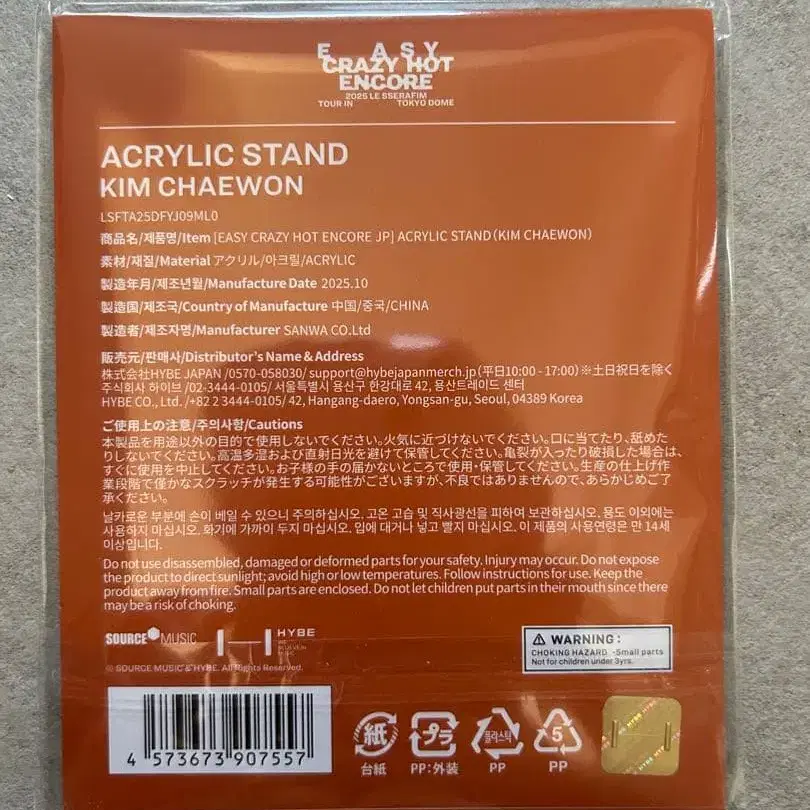 E ASY
CRAZY HOT
ENCORE
2025 LE SSERAFIM
TOUR IN TOKYO DOME
ACRYLIC STAND
KIM CHAEWON
LSFTA25DFYJ09ML0
商品名/제품명/Item [EASY CRAZY HOT ENCORE JP] ACRYLIC STAND (KIM CHAEWON)
素材/재질/Material アクリル/아크릴/ACRYLIC
製造年月/제조년월/Manufacture Date 2025.10
製造国/제조국/Country of Manufacture 中国/중국/CHINA
製造者/제조자명/Manufacturer SANWA CO.Ltd
販売元/판매사/Distributor's Name & Address
株式会社HYBE JAPAN /0570-058030/ support@hybejapanmerch.jp (平日10:00 - 17:00) ※土日祝日を除く
주식회사 하이브 /02-3444-0105/ 서울특별시 용산구 한강대로 42, 용산트레이드 센터
HYBE CO., Ltd. /+82 2 3444-0105/ 42, Hangang-daero, Yongsan-gu, Seoul, 04389 Korea
ご使用上の注意/주의사항/Cautions
本製品を用途以外の目的で使用しないでください。火気に近づけないでください。口に当てたり、舐めた
りしないでください。高温多湿および直射日光を避けて保管してください。亀裂が入ったり破損した場合は、
すぐに使用を中止してください。お子様の手の届かないところで使用・保管してください。生産の仕上げ作
業段階で僅かなスクラッチが発生する可能性がございますが、不良ではありませんので、あらかじめご了
承ください。
날카로운 부분에 손이 베일 수 있으니 주의하십시오. 고온 고습 및 직사광선을 피하여 보관하십시오. 용도 이외에는
사용하지 마십시오. 화기에 가까이 두지 마십시오. 입에 대거나 넣고 빨지 마십시오. 이 제품의 사용연령은 만 14세
이상입니다.
Do not use disassembled, damaged or deformed parts for your safety. Injury may occur. Do not expose
the product to direct sunlight; avoid high or low temperatures. Follow instructions for use. Keep the
product away from fire. Small parts are enclosed. Do not let children put parts in their mouth since there
may be a risk of choking.
SOURCE MUSIC HYBE
© SOURCE MUSIC & HYBE. All Rights Reserved.
WARNING :
CHOKING HAZARD -Small parts
Not for children under 3yrs.
4 573673 907557
紙
台紙
プラ
PP:外装
플라스틱
PP
5
PP
HYBE